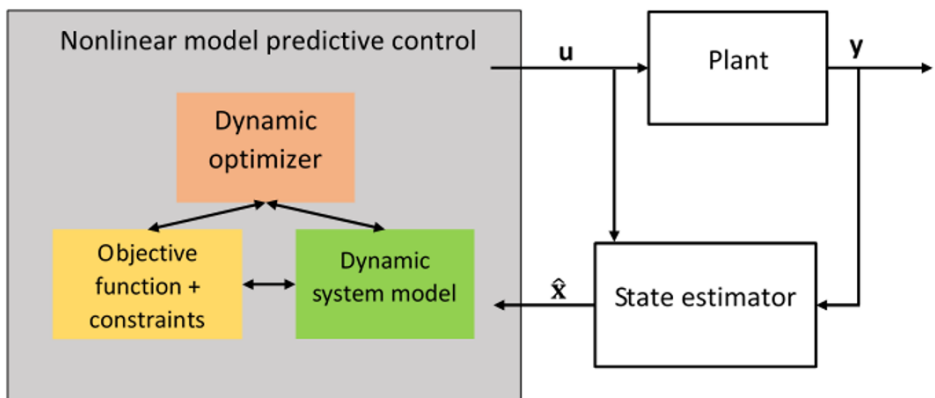 Nonlinear model predictive control
u
Plant
y
Dynamic
optimizer
Objective
function +
constraints
Dynamic
system model
x̂
State estimator